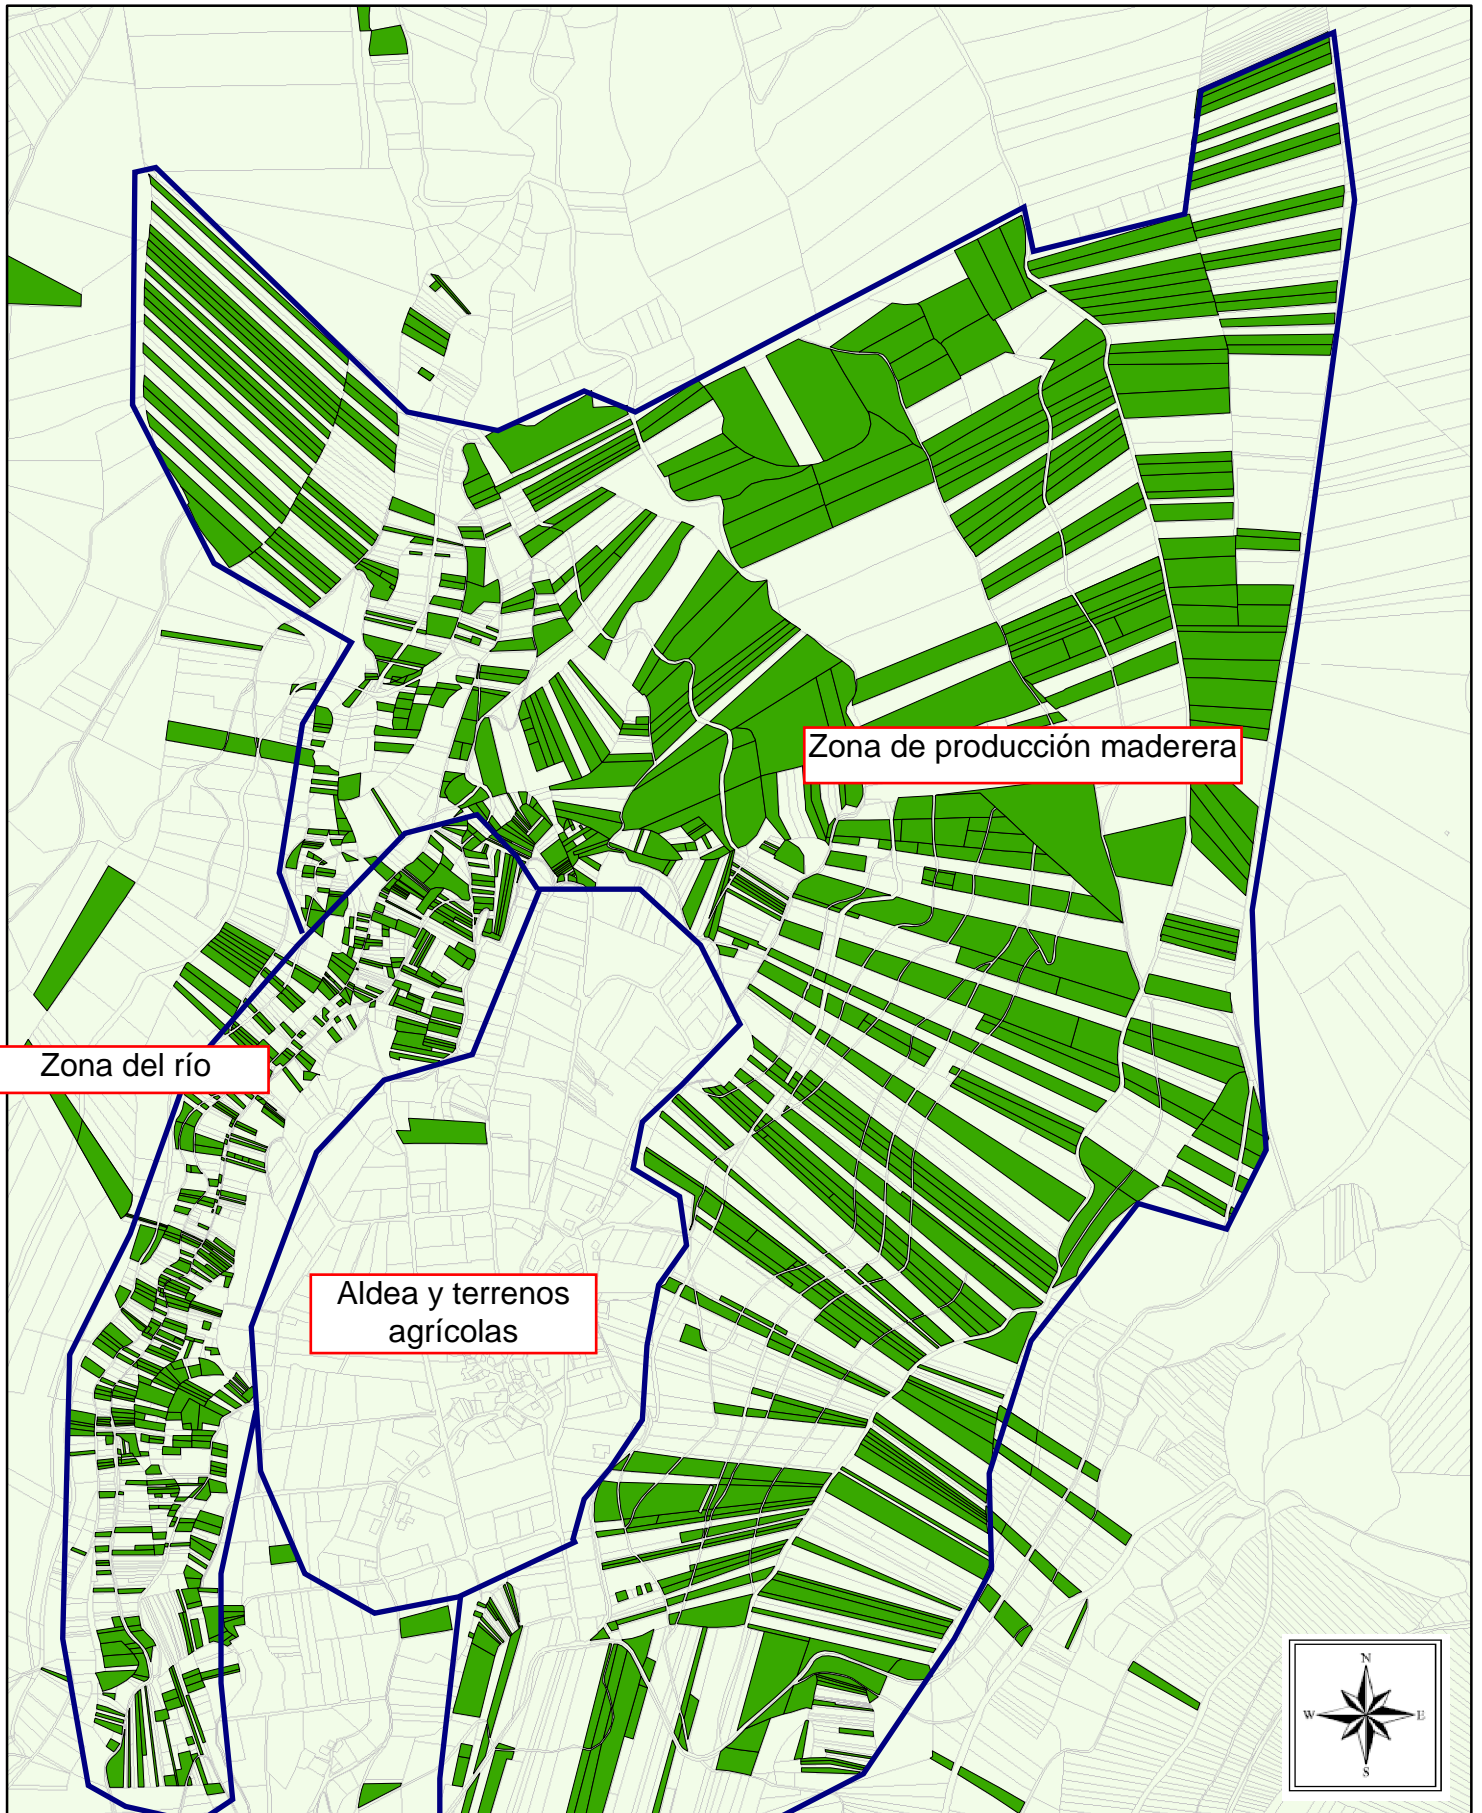 Zona de producción maderera
Zona del río
Aldea y terrenos
agrícolas
N
W E
S